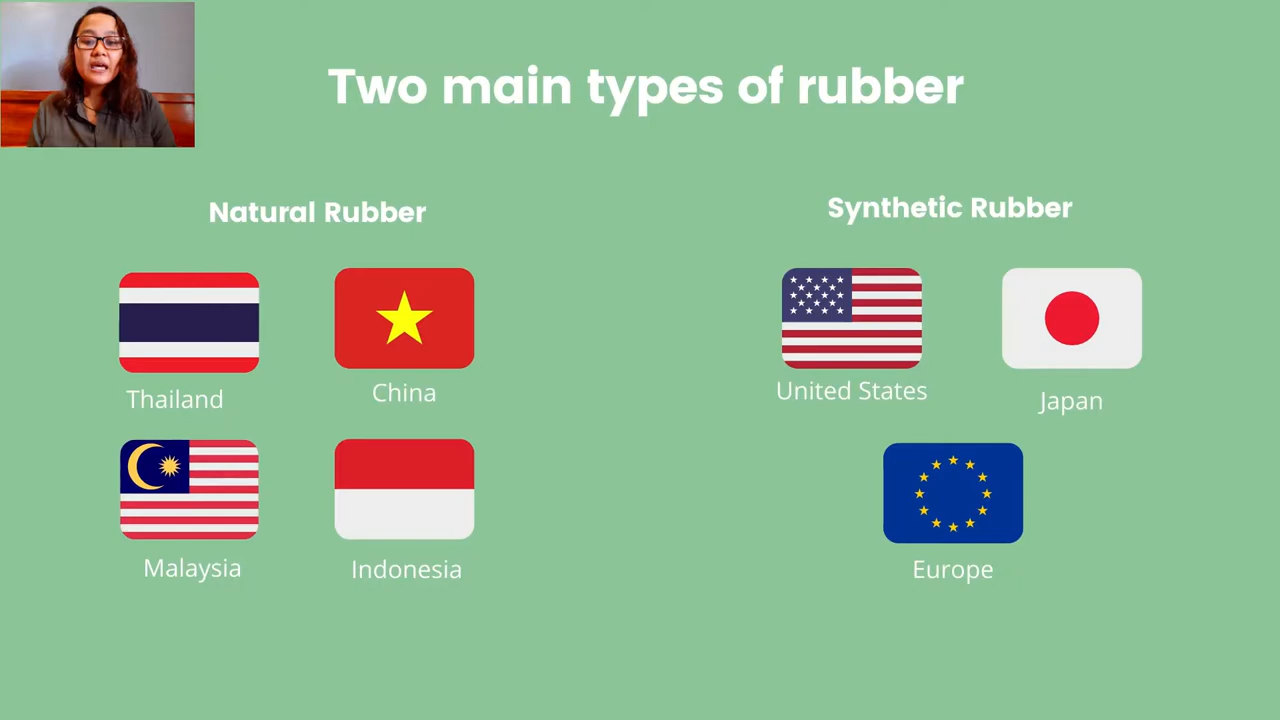 Two main types of rubber
Natural Rubber
Thailand
China
Malaysia
Indonesia
Synthetic Rubber
United States
Japan
Europe